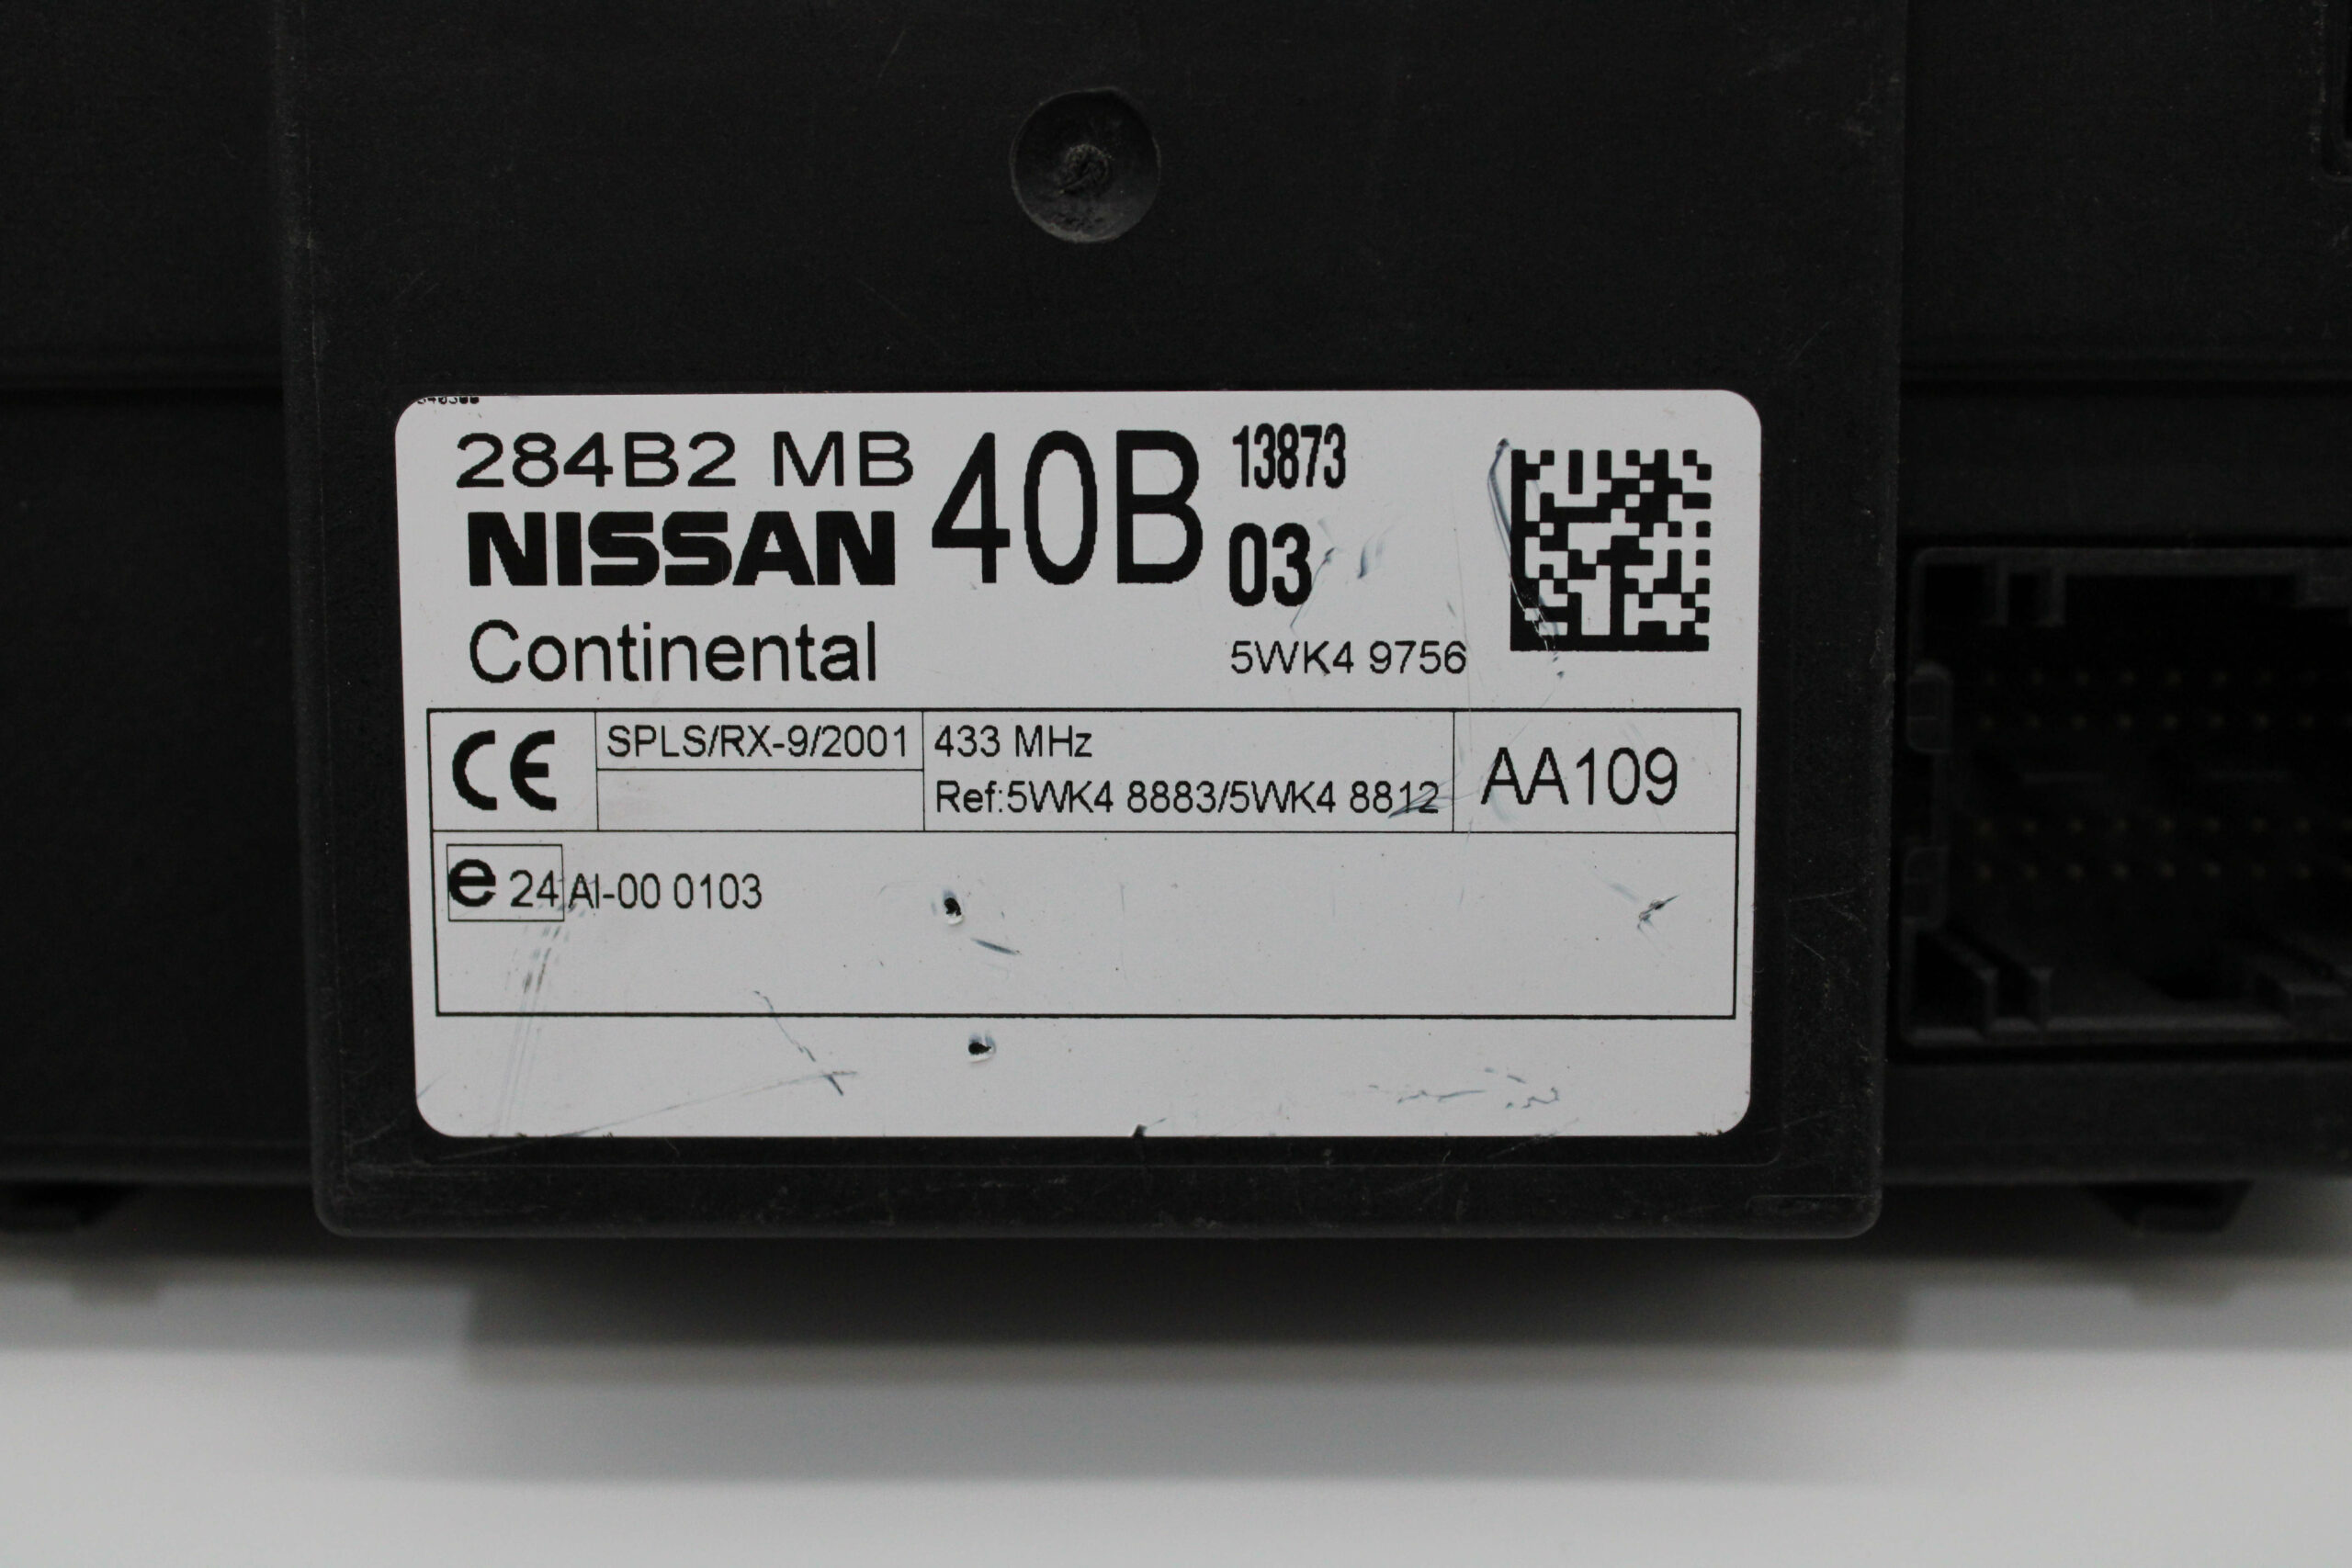 284B2 MB
40B
13873
NISSAN
03
Continental
5WK4 9756
CE
SPLS/RX-9/2001
433 MHz
Ref:5WK4 8883/5WK4 8812
AA109
e 24 AI-00 0103